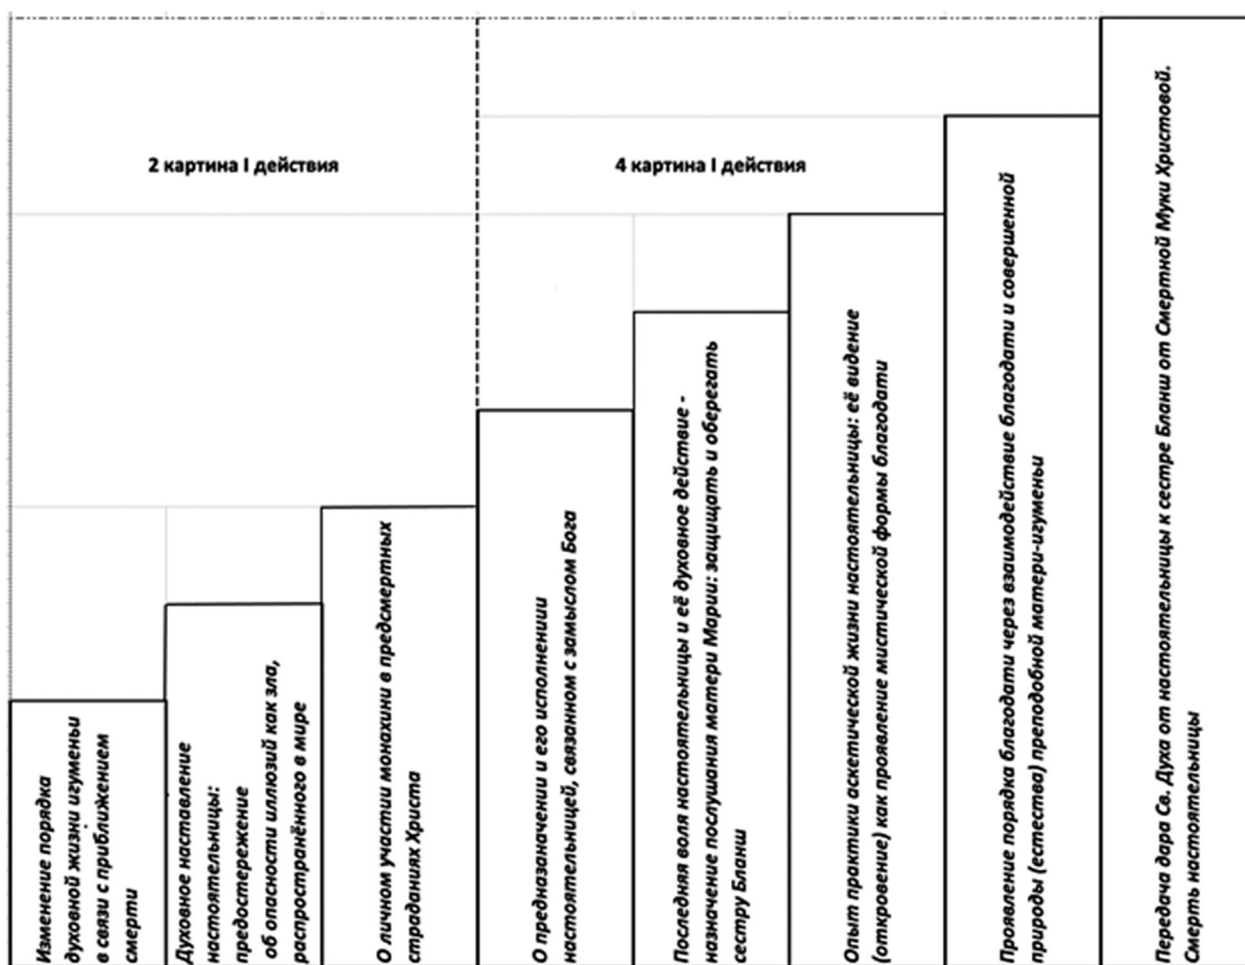 2 картина I действия
4 картина I действия
Изменение порядка
духовной жизни игуменьи
в связи с приближением
смерти
Духовное наставление
настоятельницы:
предостережение
об опасности иллюзий как зла,
распространённого в мире
О личном участии монахини в предсмертных
страданиях Христа
О предназаначении и его исполнениии
настоятельницей, связанном с замыслом Бога
Последняя воля настоятельницы и её духовное действие -
назначение послушания матери Марии: защищать и оберегать
сестру Бланш
Опыт практики аскетической жизни настоятельницы: её видение
(откровение) как проявление мистической формы благодати
Проявление порядка благодати через взаимодействие благодати и совершенной
природы (естества) преподобной матери-игуменьи
Передача дара Св. Духа от настоятельницы к сестре Бланш от Смертной Муки Христовой.
Смерть настоятельницы